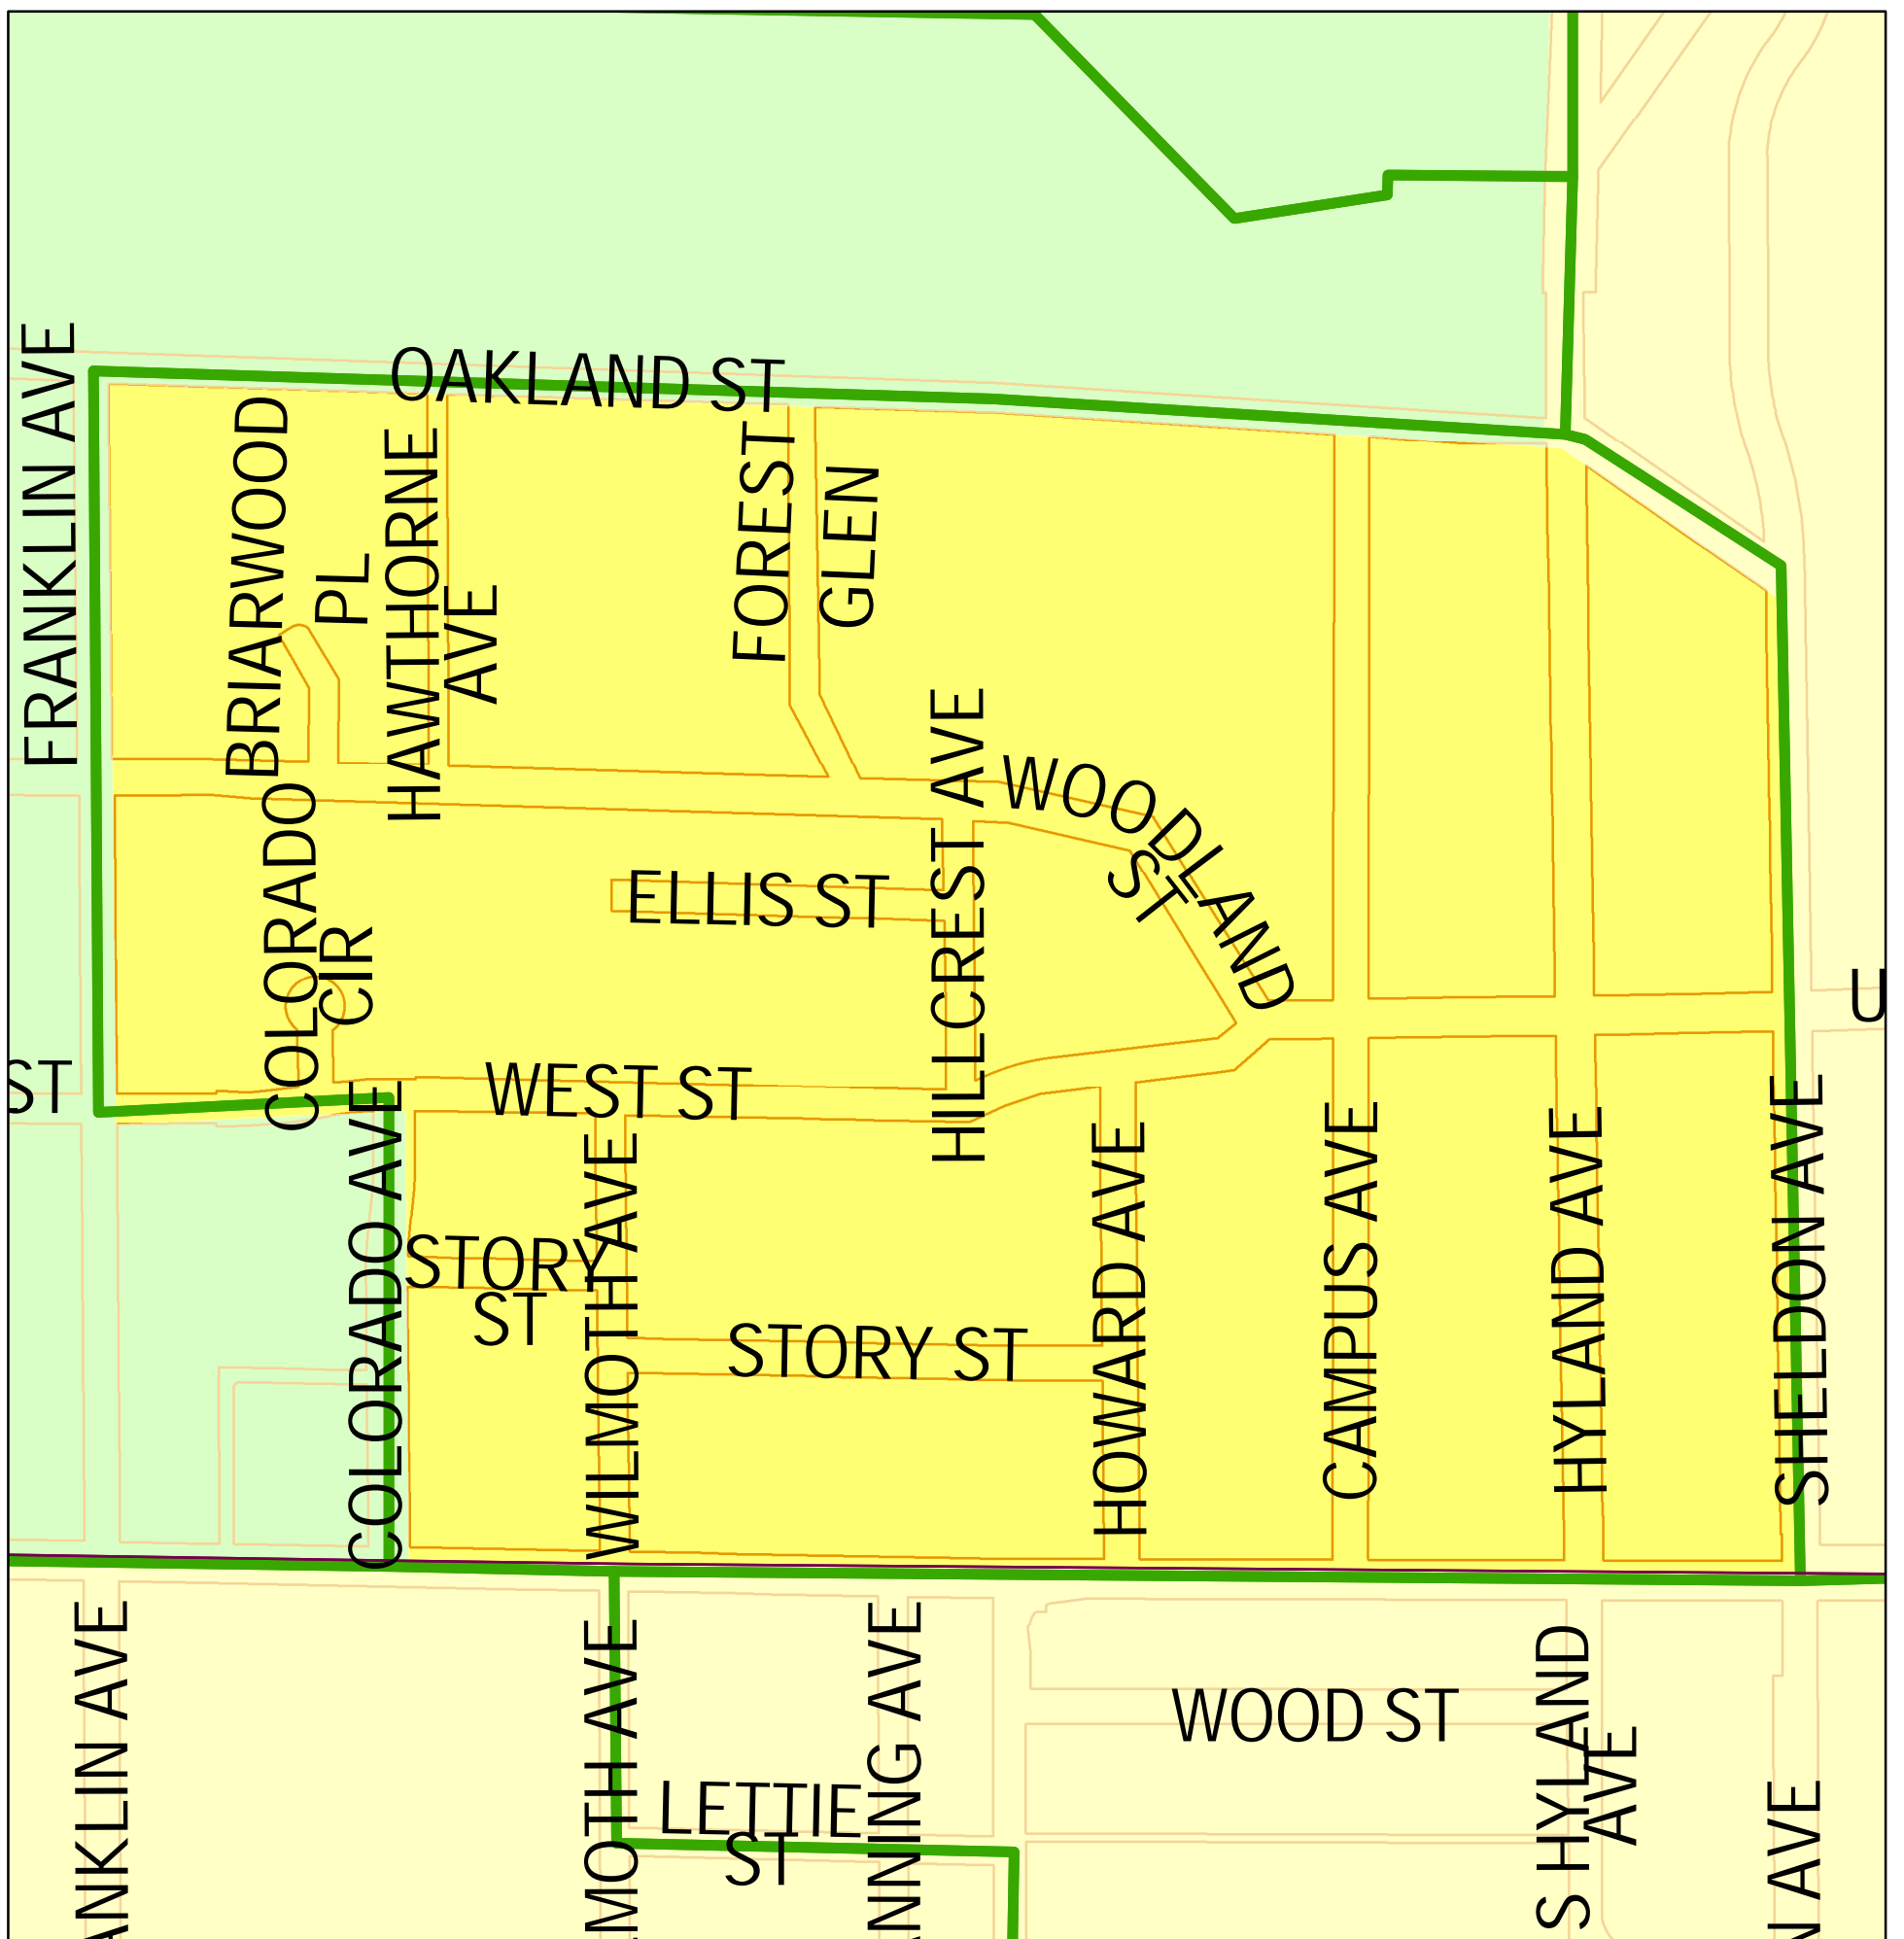 FRANKLIN AVE
OAKLAND ST
BRIARWOOD
PL
HAWTHORNE
AVE
FOREST
GLEN
HILLCREST AVE
WOODLAND
ST
COLORADO
CIR
ELLIS ST
U
ST
WEST ST
COLORADO AVE
WILMOTH AVE
STORY
ST
STORY ST
HOWARD AVE
CAMPUS AVE
HYLAND AVE
SHELDON AVE
ANKLIN AVE
MOTH AVE
NNING AVE
WOOD ST
LETTIE
ST
S HYLAND
AVE
N AVE